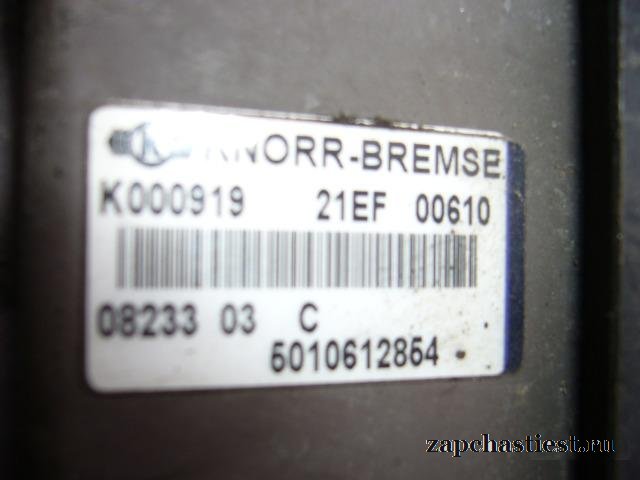 KNORR-BREMSE
K000919 21EF 00610
08233 03 C
5010612854
zapchastiest.ru